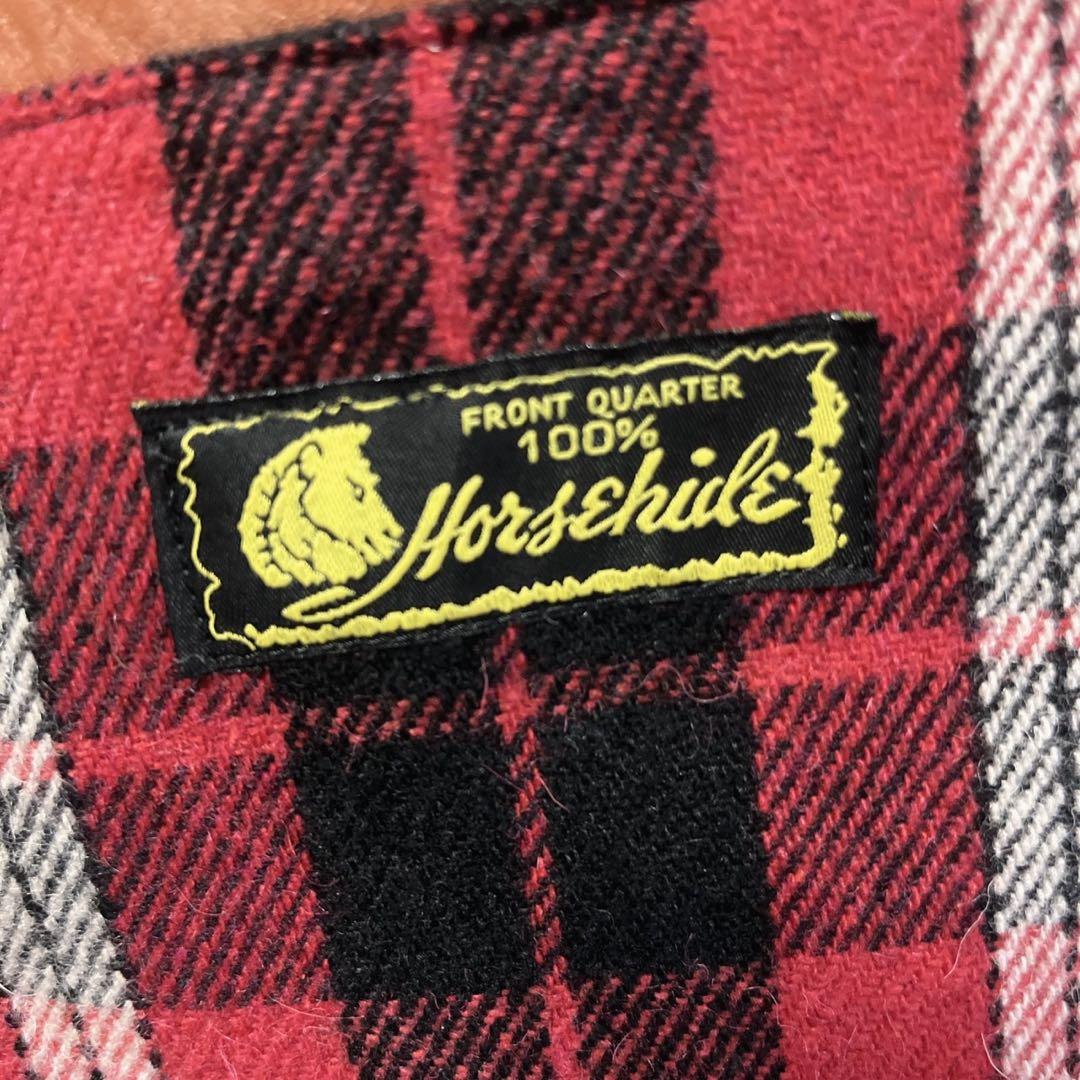 FRONT QUARTER
100%
Horsehide